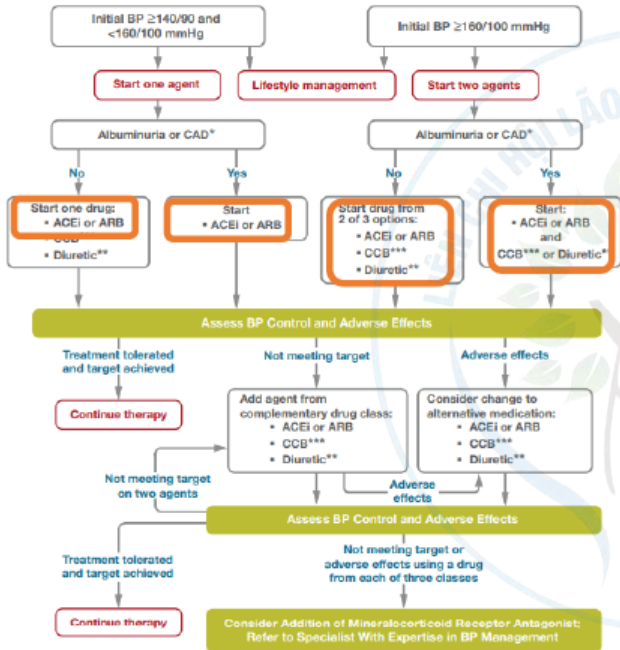 Initial BP ≥140/90 and
<160/100 mmHg
Initial BP ≥160/100 mmHg
Start one agent
Lifestyle management
Start two agents
Albuminuria or CAD*
Albuminuria or CAD*
No
Yes
No
Yes
Start one drug:
• ACEi or ARB
• CCB***
• Diuretic**
Start
• ACEi or ARB
Start drug from
2 of 3 options:
• ACEi or ARB
• CCB***
• Diuretic**
Start:
• ACEi or ARB
and
CCB*** or Diuretic**
Assess BP Control and Adverse Effects
Treatment tolerated
and target achieved
Not meeting target
Adverse effects
Continue therapy
Add agent from
complementary drug class:
• ACEi or ARB
• CCB***
• Diuretic**
Consider change to
alternative medication:
• ACEi or ARB
• CCB***
• Diuretic**
Not meeting target
on two agents
Adverse
effects
Assess BP Control and Adverse Effects
Treatment tolerated
and target achieved
Not meeting target or
adverse effects using a drug
from each of three classes
Continue therapy
Consider Addition of Mineralocorticoid Receptor Antagonist;
Refer to Specialist With Expertise in BP Management
LIÊN CHI HỘI LÃO